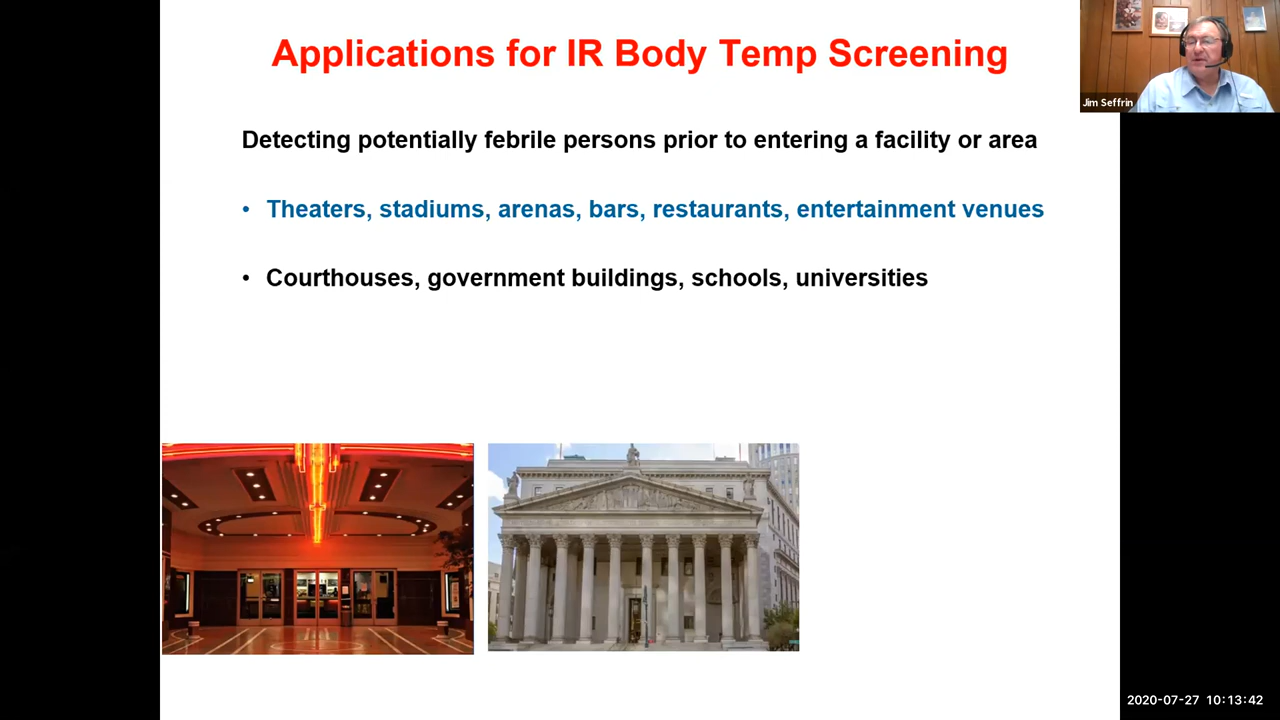 Applications for IR Body Temp Screening
Jim Seffrin
Detecting potentially febrile persons prior to entering a facility or area
• Theaters, stadiums, arenas, bars, restaurants, entertainment venues
• Courthouses, government buildings, schools, universities
2020-07-27 10:13:42